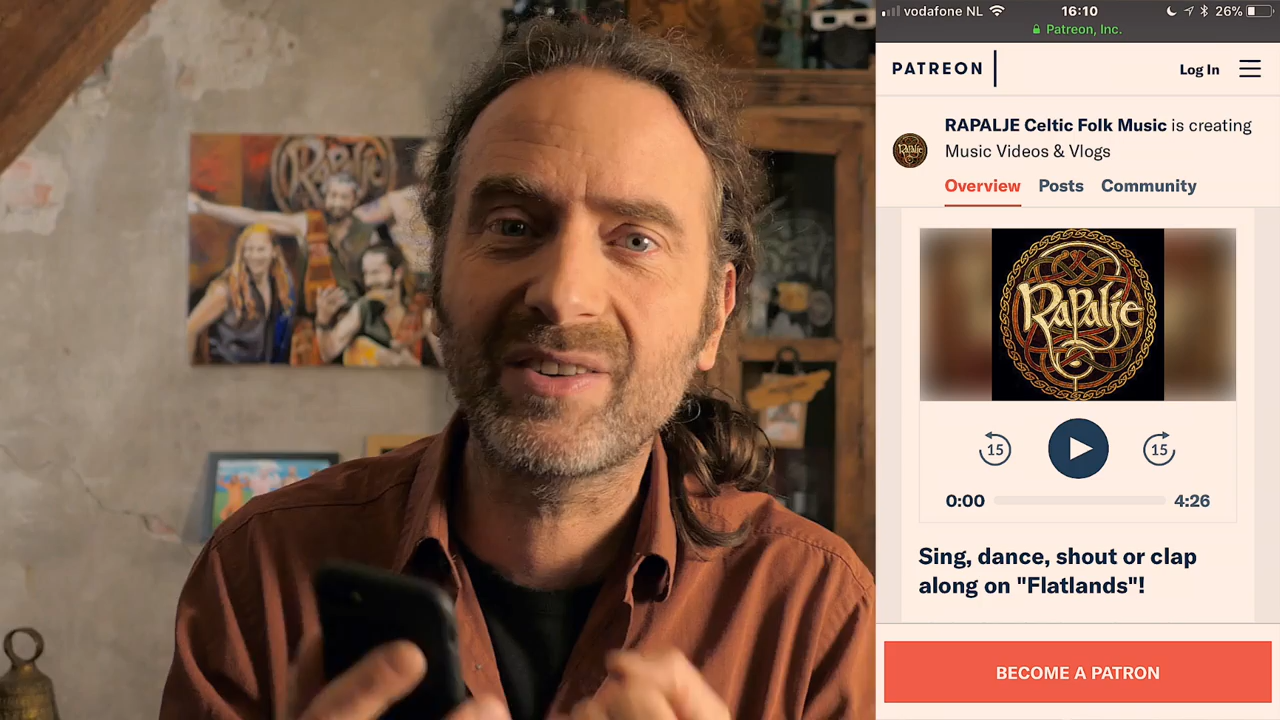 Rapalje
vodafone NL
16:10
26%
Patreon, Inc.
PATREON
Log In
RAPALJE Celtic Folk Music is creating
Music Videos & Vlogs
Rapalje
Overview
Posts
Community
Rapalje
15
15
0:00
4:26
Sing, dance, shout or clap
along on "Flatlands"!
BECOME A PATRON